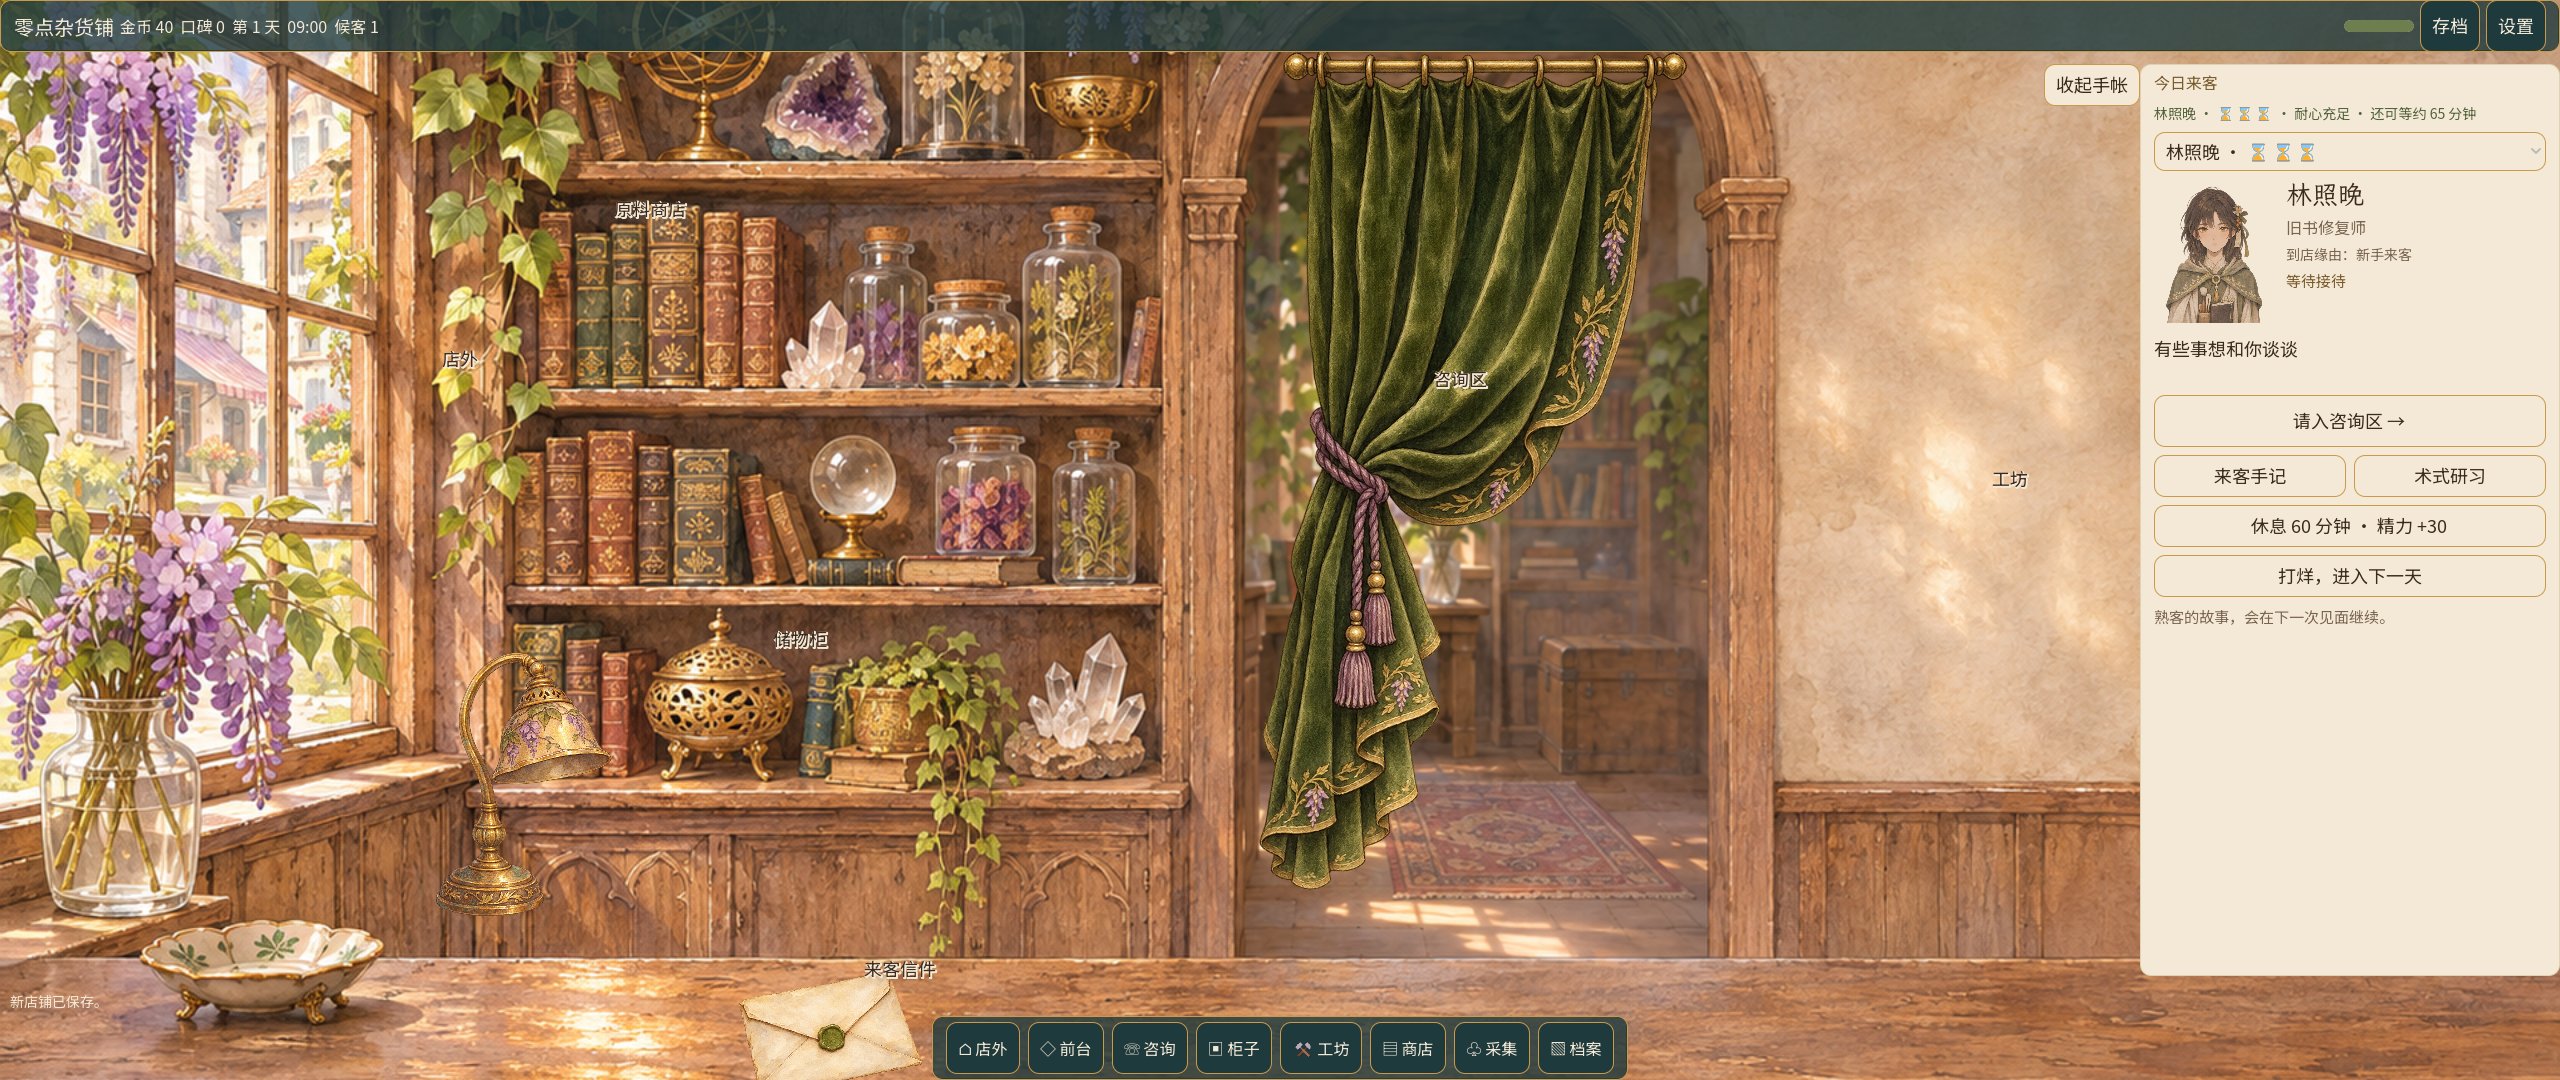 零点杂货铺 金币 40 口碑 0 第 1 天 09:00 候客 1
存档
设置
收起手帐
今日来客
林照晚 · ⏳⏳⏳ · 耐心充足 · 还可等约 65 分钟
林照晚 · ⏳⏳⏳
林照晚
旧书修复师
到店缘由：新手来客
等待接待
有些事想和你谈谈
请入咨询区 →
来客手记
术式研习
休息 60 分钟 · 精力 +30
打烊，进入下一天
熟客的故事，会在下一次见面继续。
原料商店
店外
咨询区
工坊
储物柜
来客信件
新店铺已保存。
店外
前台
咨询
柜子
工坊
商店
采集
档案